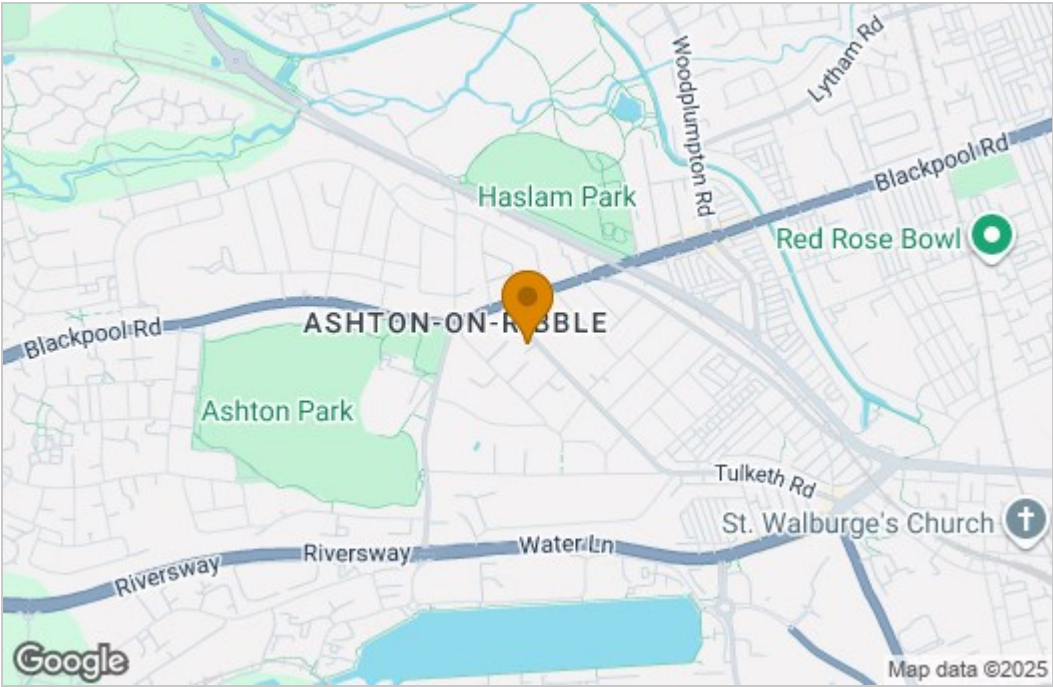 Lytham Rd
Woodplumpton Rd
Blackpool Rd
Haslam Park
Red Rose Bowl
ASHTON-ON-RIBBLE
Blackpool Rd
Ashton Park
Tulketh Rd
St. Walburge's Church
Water Ln
Riversway
Riversway
Google
Map data ©2025